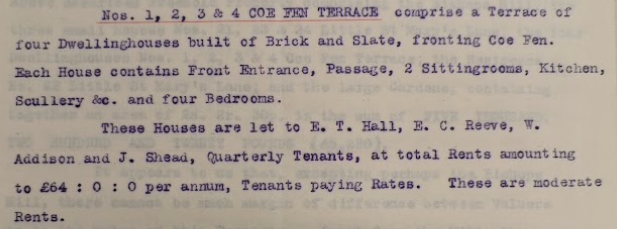 Nos. 1, 2, 3 & 4 COE FEN TERRACE comprise a Terrace of
four Dwellinghouses built of Brick and Slate, fronting Coe Fen.
Each House contains Front Entrance, Passage, 2 Sittingrooms, Kitchen,
Scullery &c. and four Bedrooms.
These Houses are let to E. T. Hall, E. C. Reeve, W.
Addison and J. Shead, Quarterly Tenants, at total Rents amounting
to £64 : 0 : 0 per annum, Tenants paying Rates. These are moderate
Rents.